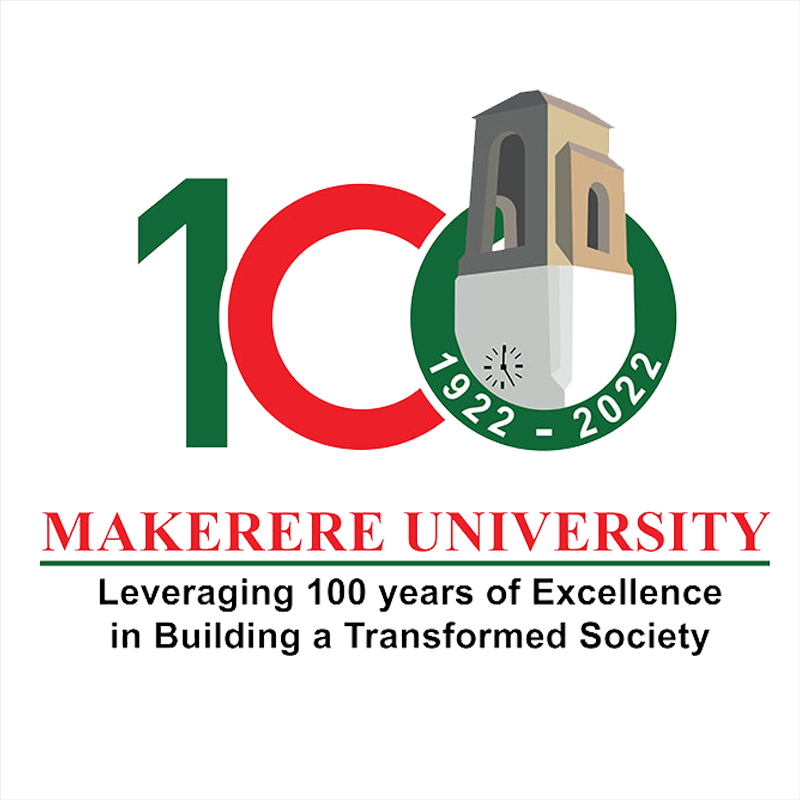 100
1922 - 2022
MAKERERE UNIVERSITY
Leveraging 100 years of Excellence
in Building a Transformed Society